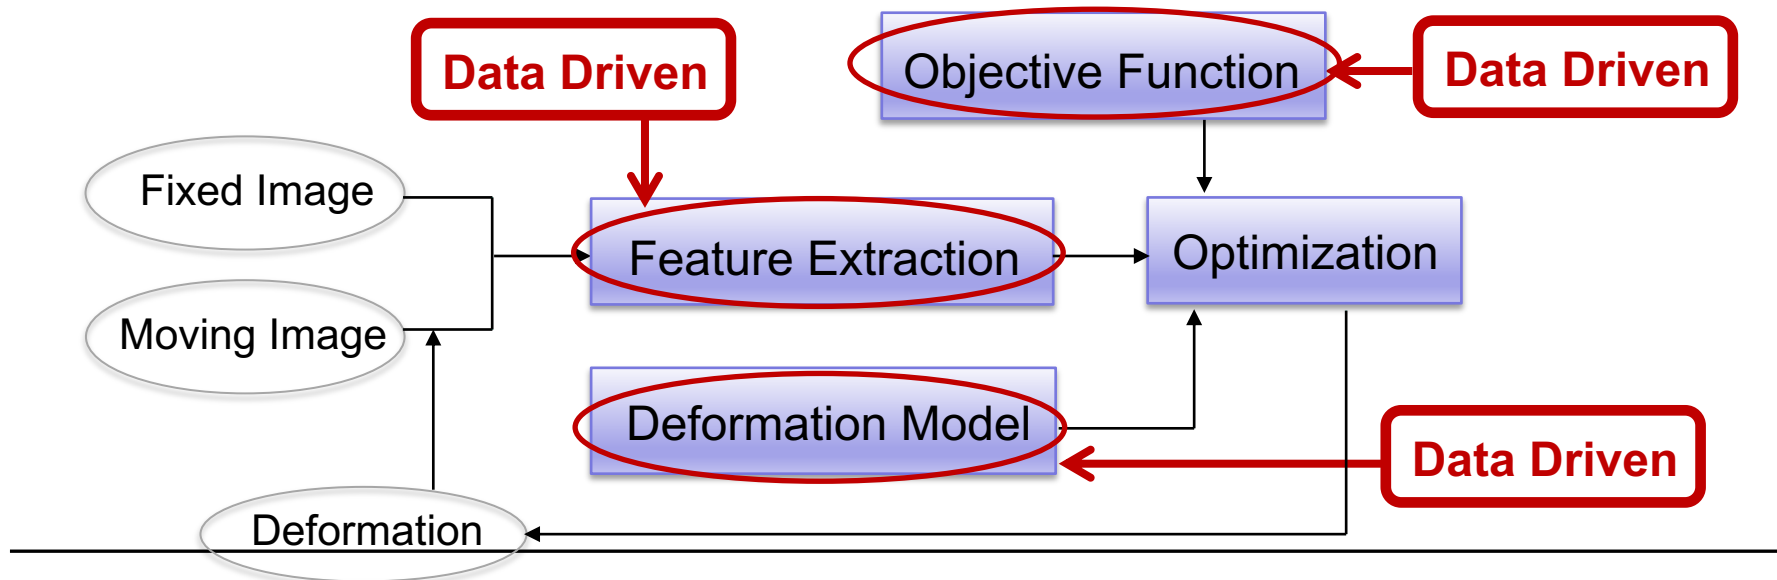 Data Driven
Objective Function
Data Driven
Fixed Image
Feature Extraction
Optimization
Moving Image
Deformation Model
Data Driven
Deformation